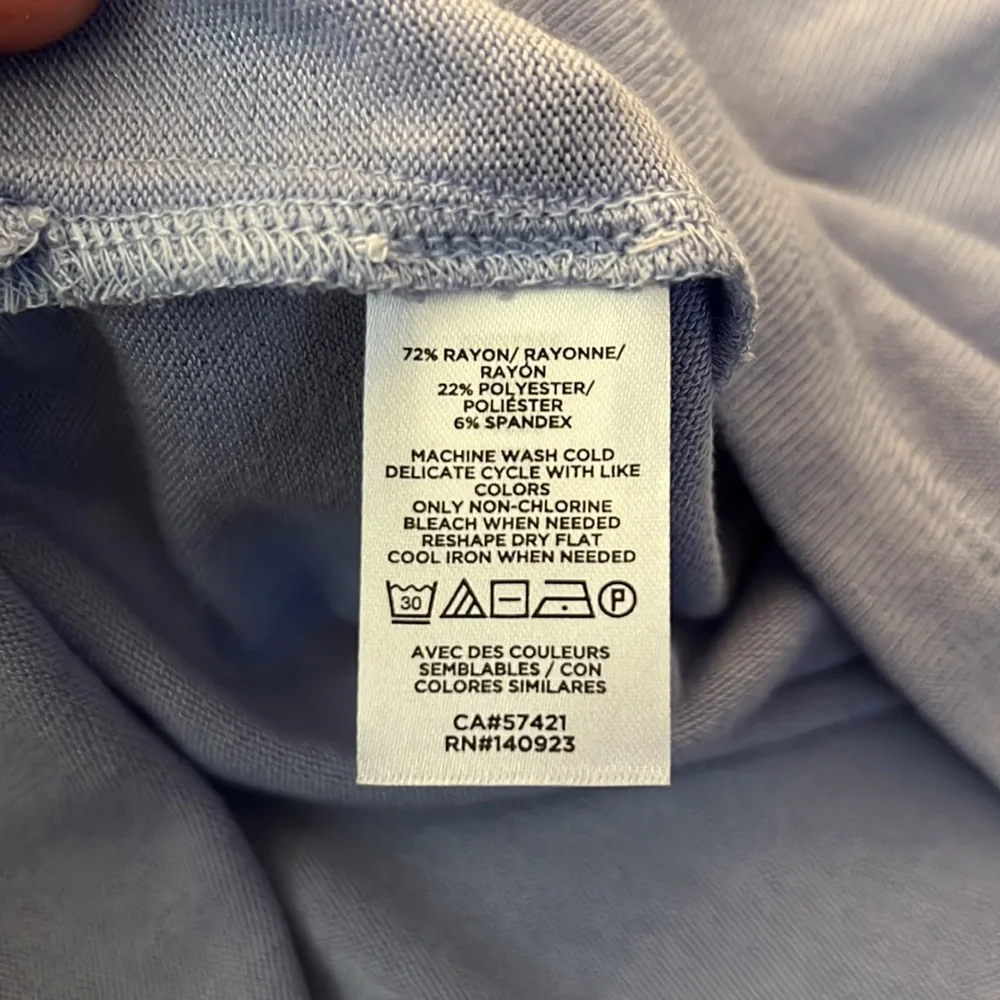 72% RAYON/ RAYONNE/
RAYÓN
22% POLYESTER/
POLIÉSTER
6% SPANDEX
MACHINE WASH COLD
DELICATE CYCLE WITH LIKE
COLORS
ONLY NON-CHLORINE
BLEACH WHEN NEEDED
RESHAPE DRY FLAT
COOL IRON WHEN NEEDED
30 P
AVEC DES COULEURS
SEMBLABLES / CON
COLORES SIMILARES
CA#57421
RN#140923